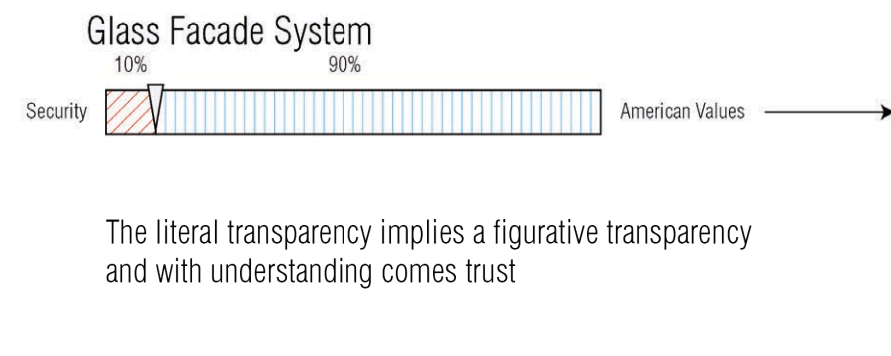 Glass Facade System
10% 90%
Security American Values
The literal transparency implies a figurative transparency
and with understanding comes trust